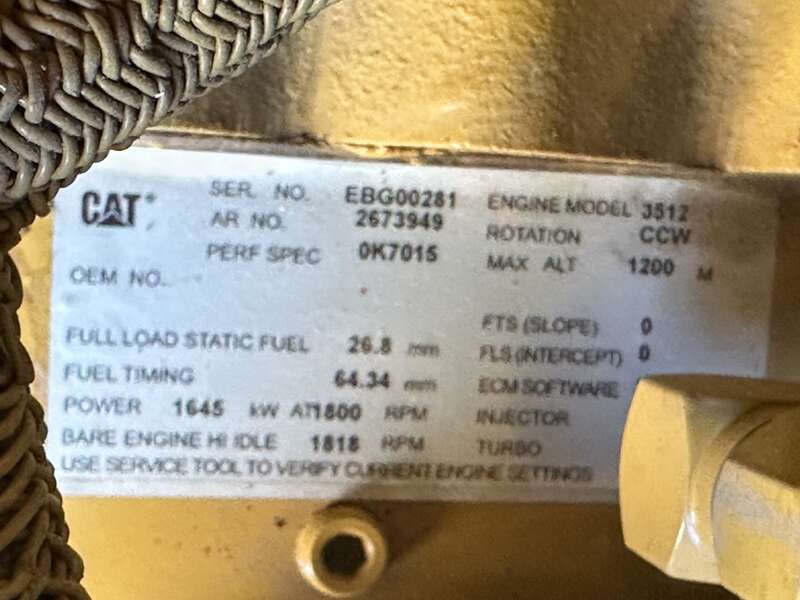 CAT SER. NO. EBG00281 ENGINE MODEL 3512
AR NO. 2673949 ROTATION CCW
PERF SPEC 0K7015 MAX ALT 1200 M
OEM NO.
FULL LOAD STATIC FUEL 26.8 mm FTS (SLOPE) 0
FUEL TIMING 64.34 mm FLS (INTERCEPT) 0
POWER 1645 kW AT 1800 RPM ECM SOFTWARE
BARE ENGINE HI IDLE 1818 RPM INJECTOR
TURBO
USE SERVICE TOOL TO VERIFY CURRENT ENGINE SETTINGS